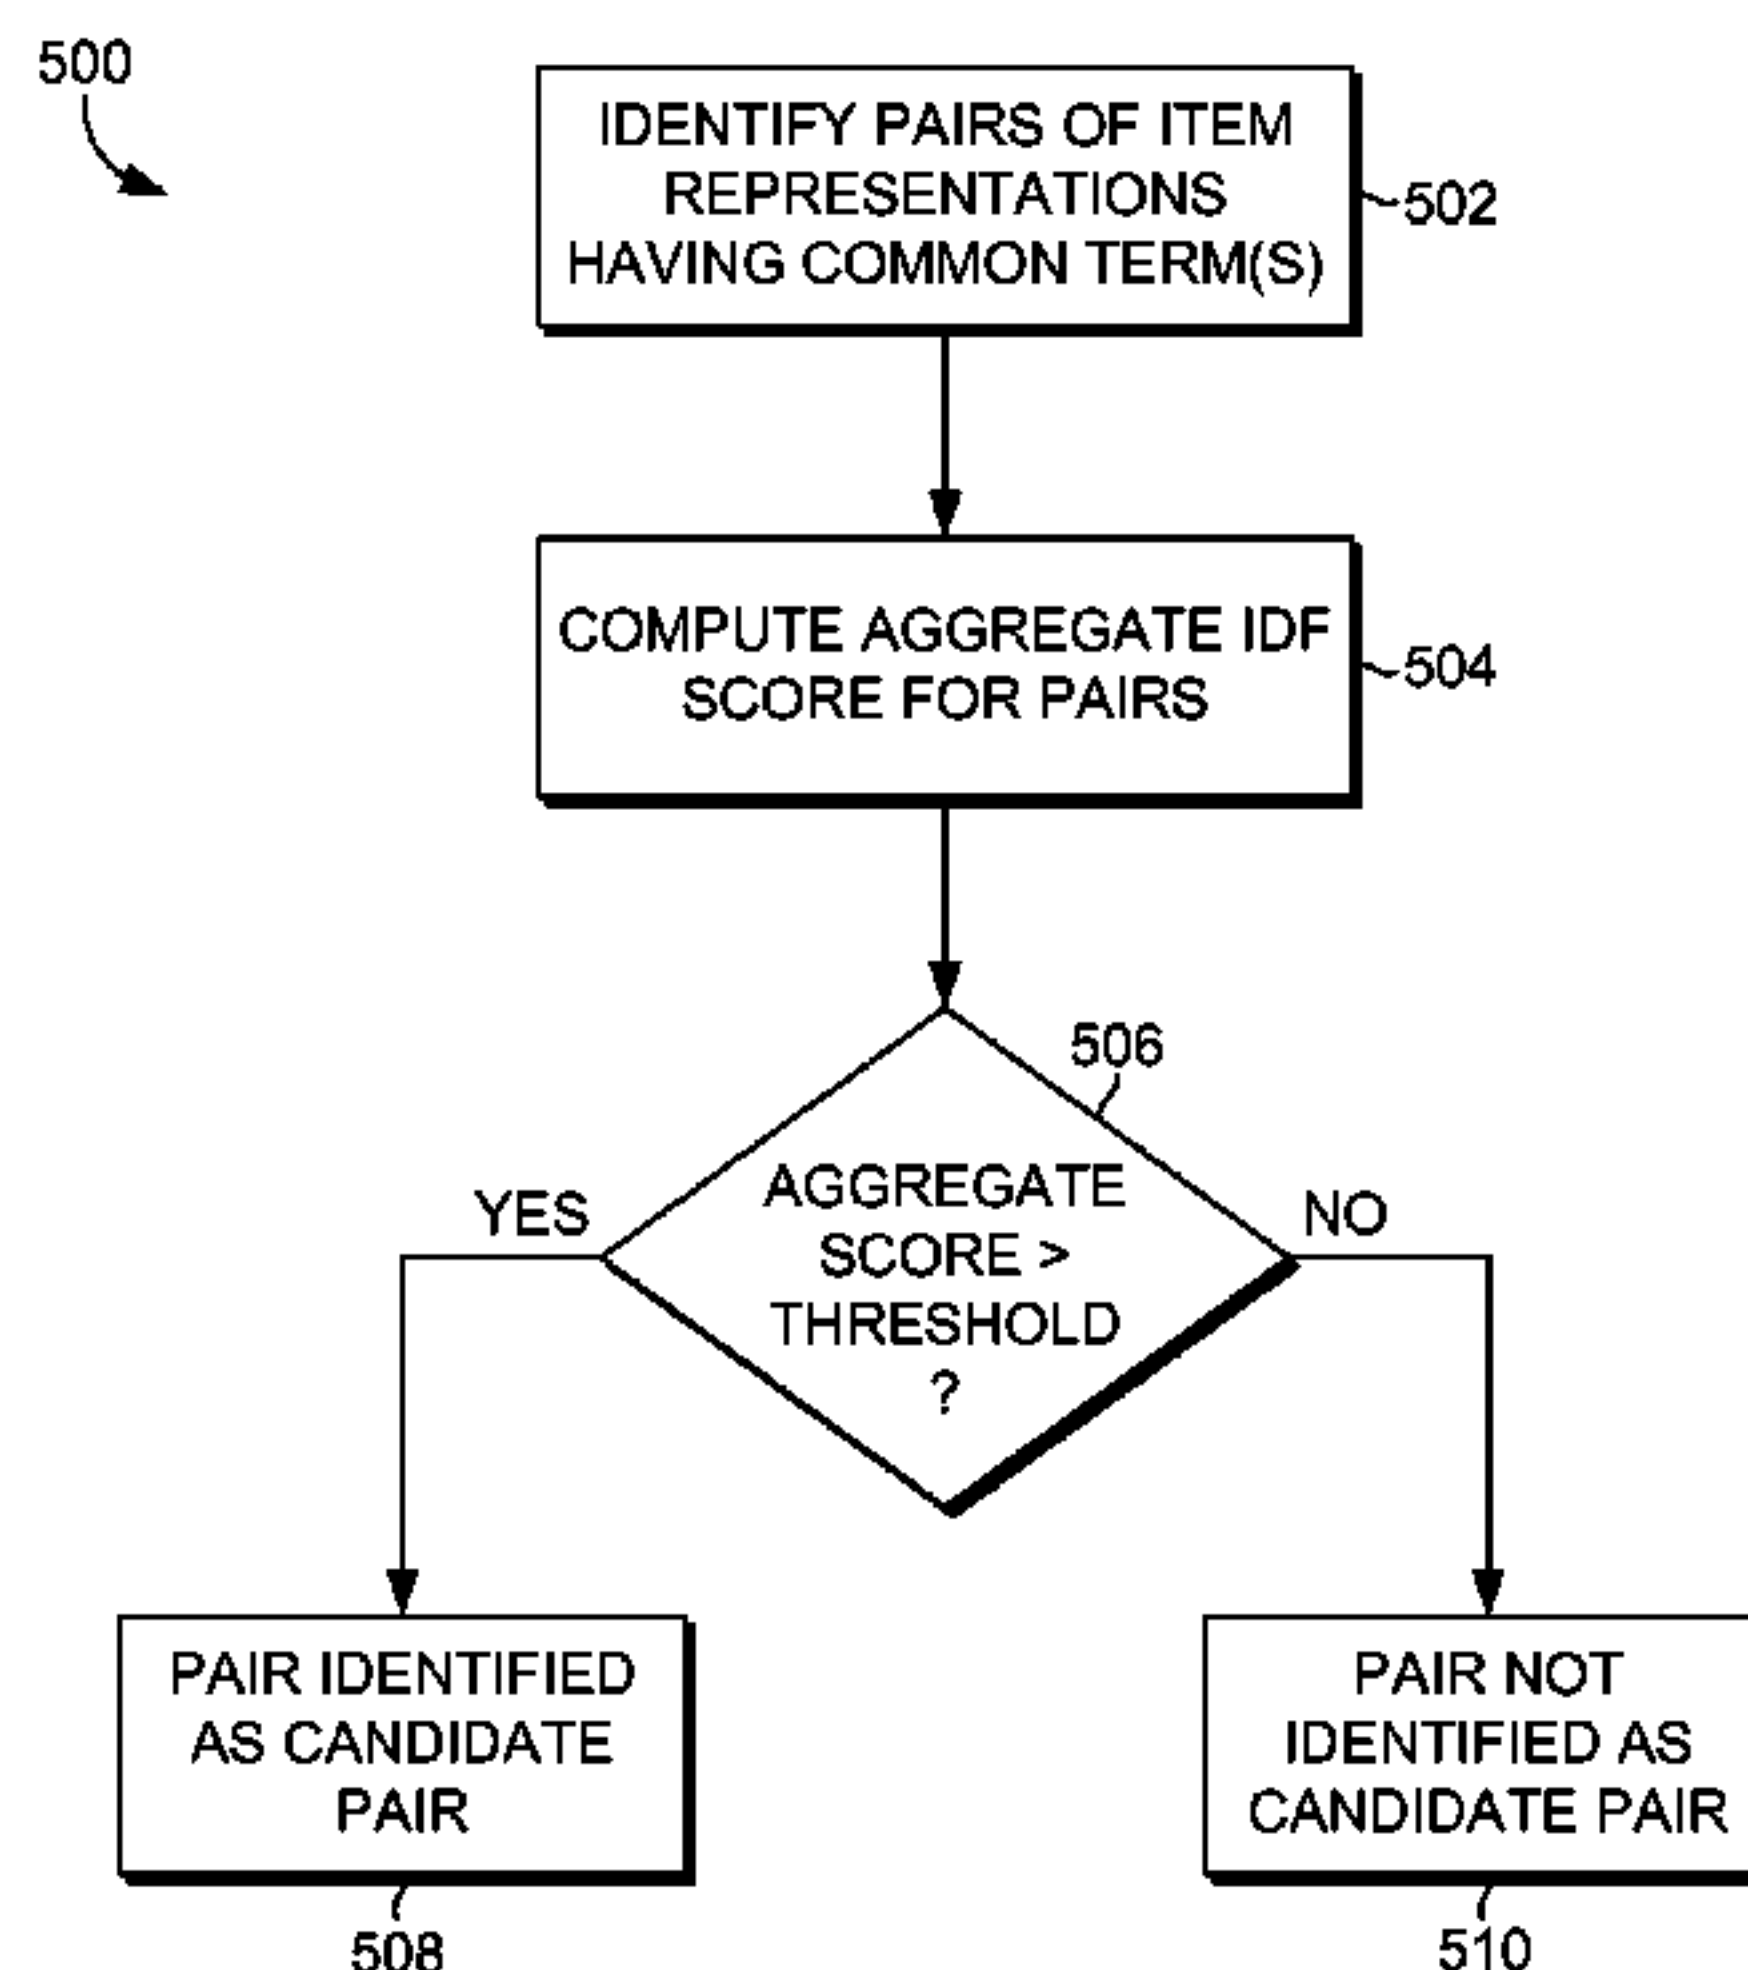 500
IDENTIFY PAIRS OF ITEM
REPRESENTATIONS
HAVING COMMON TERM(S)
502
COMPUTE AGGREGATE IDF
SCORE FOR PAIRS
504
506
AGGREGATE
SCORE >
THRESHOLD
?
YES
NO
PAIR IDENTIFIED
AS CANDIDATE
PAIR
508
PAIR NOT
IDENTIFIED AS
CANDIDATE PAIR
510